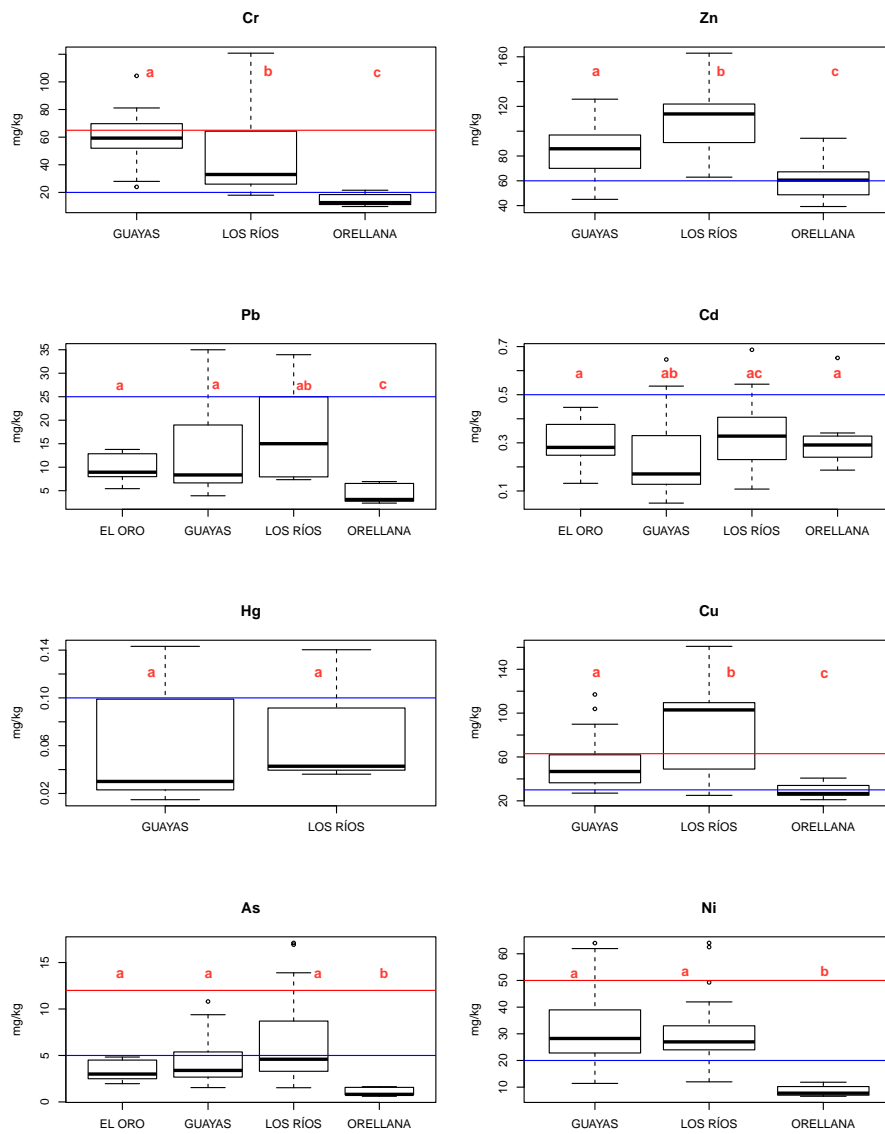 Cr
mg/kg
20 40 60 80 100
a b c
GUAYAS LOS RÍOS ORELLANA
Zn
mg/kg
40 60 80 120 160
a b c
GUAYAS LOS RÍOS ORELLANA
Pb
mg/kg
5 10 15 20 25 30 35
a a ab c
EL ORO GUAYAS LOS RÍOS ORELLANA
Cd
mg/kg
0.1 0.3 0.5 0.7
a ab ac a
EL ORO GUAYAS LOS RÍOS ORELLANA
Hg
mg/kg
0.02 0.06 0.10 0.14
a a
GUAYAS LOS RÍOS
Cu
mg/kg
20 60 100 140
a b c
GUAYAS LOS RÍOS ORELLANA
As
mg/kg
0 5 10 15
a a a b
EL ORO GUAYAS LOS RÍOS ORELLANA
Ni
mg/kg
10 20 30 40 50 60
a a b
GUAYAS LOS RÍOS ORELLANA